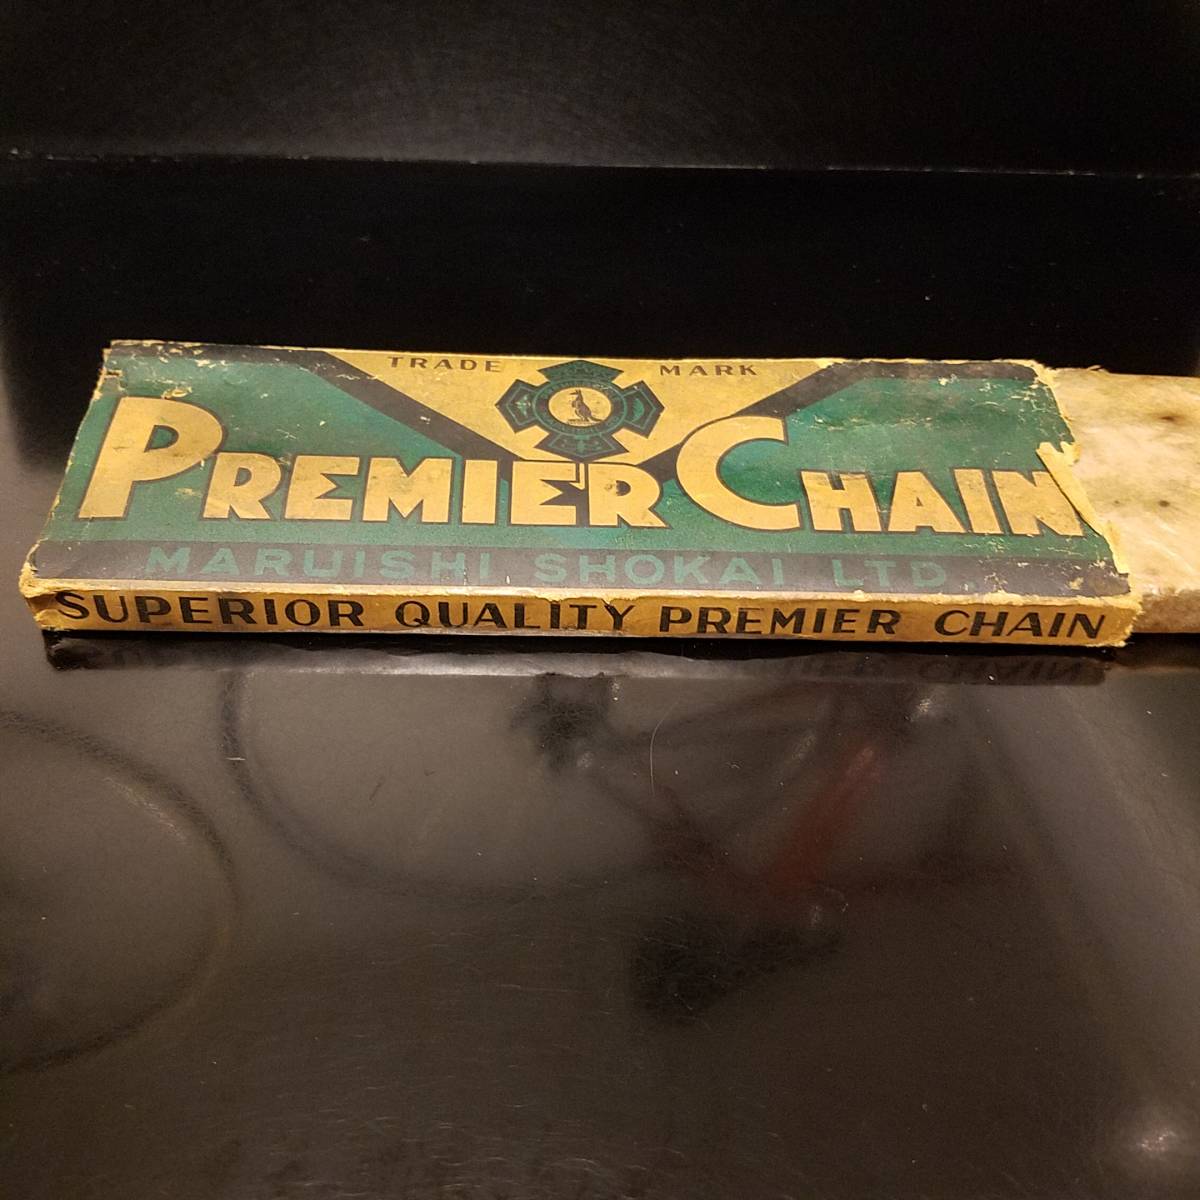 TRADE MARK
PREMIER CHAIN
MARUISHI SHOKAI LTD.
SUPERIOR QUALITY PREMIER CHAIN